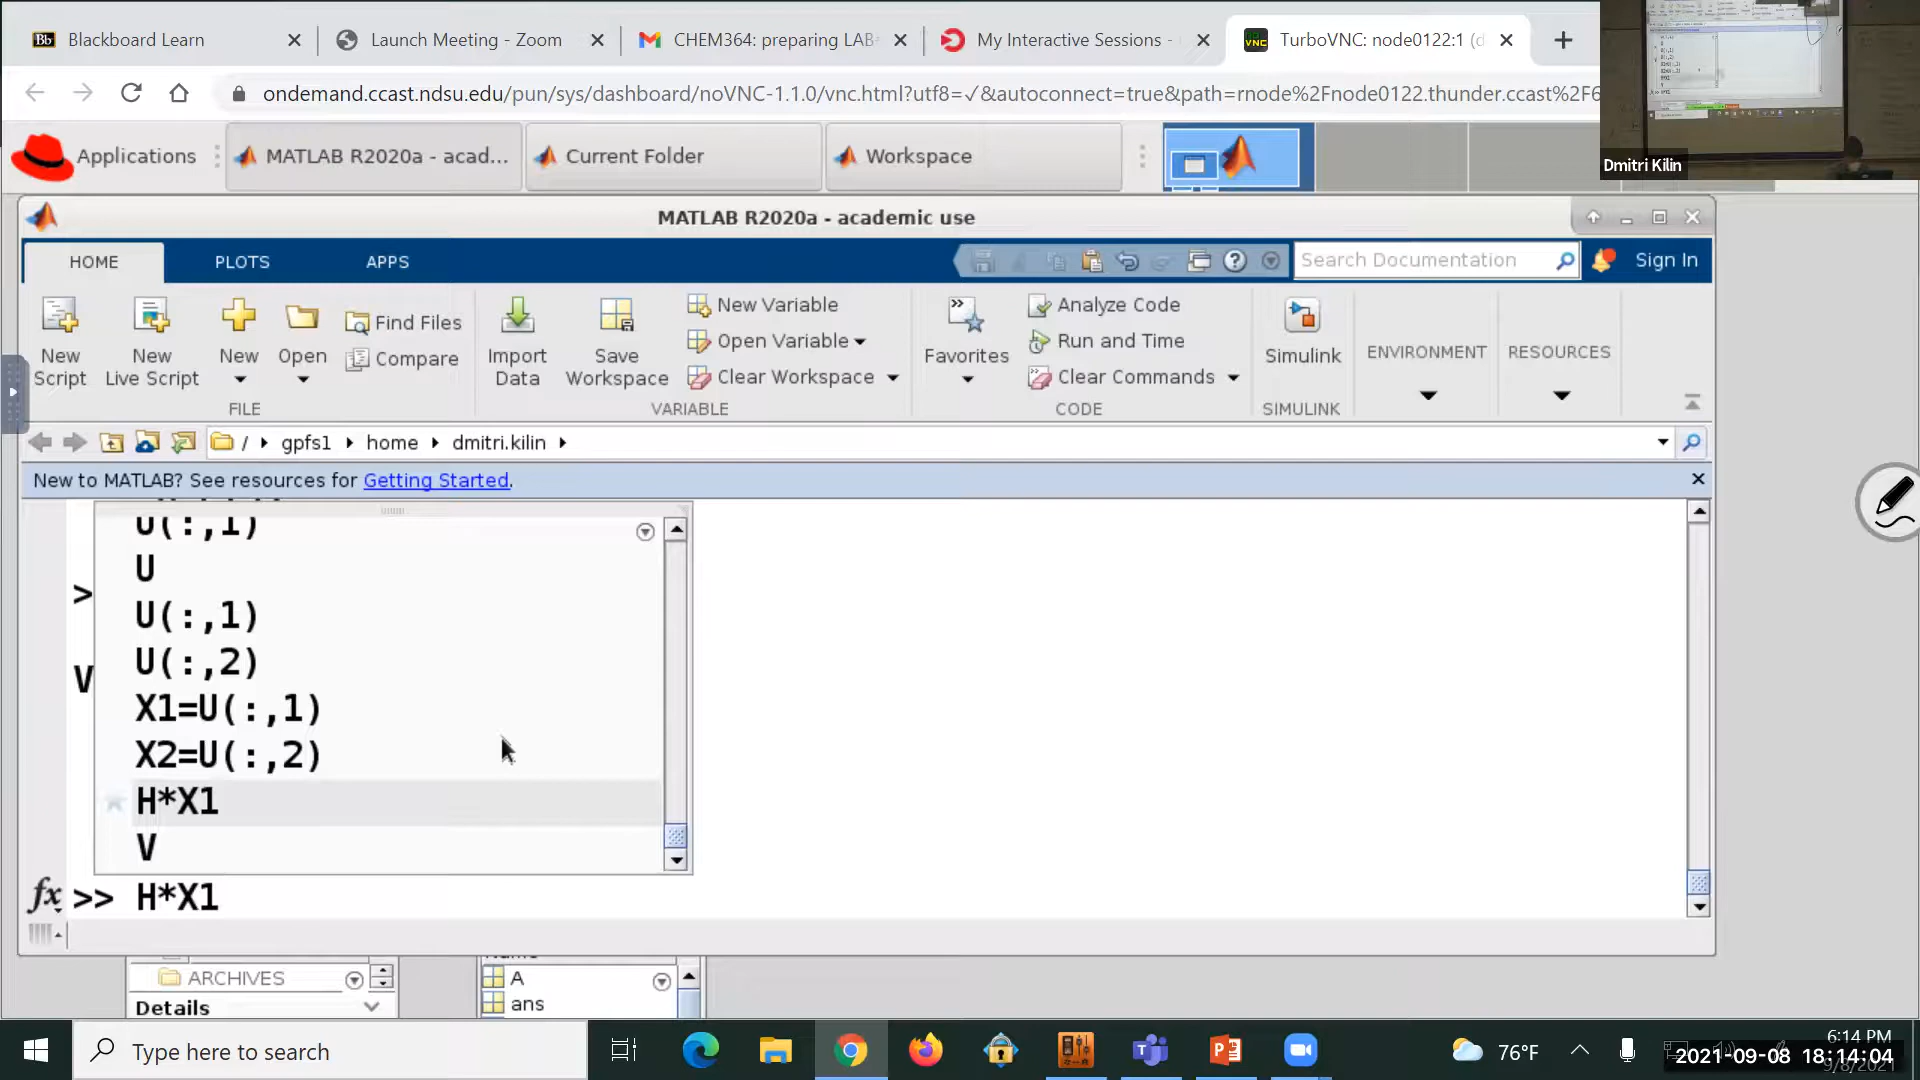 Blackboard Learn
Launch Meeting - Zoom
CHEM364: preparing LAB
My Interactive Sessions -
TurboVNC: node0122:1 (d
ondemand.ccast.ndsu.edu/pun/sys/dashboard/noVNC-1.1.0/vnc.html?utf8=✓&autoconnect=true&path=rnode%2Fnode0122.thunder.ccast%2F6
Dmitri Kilin
Applications
MATLAB R2020a - acad...
Current Folder
Workspace
MATLAB R2020a - academic use
HOME
PLOTS
APPS
Search Documentation
Sign In
New Script
New Live Script
New
Open
Find Files
Compare
Import Data
Save Workspace
New Variable
Open Variable
Clear Workspace
Favorites
Analyze Code
Run and Time
Clear Commands
Simulink
ENVIRONMENT
RESOURCES
FILE
VARIABLE
CODE
SIMULINK
/ gpfs1 home dmitri.kilin
New to MATLAB? See resources for Getting Started.
U(:,1)
U
>
U(:,1)
U(:,2)
V
X1=U(:,1)
X2=U(:,2)
H*X1
V
fx >> H*X1
ARCHIVES
Details
A
ans
Type here to search
76°F
6:14 PM
2021-09-08 18:14:04
9/8/2021